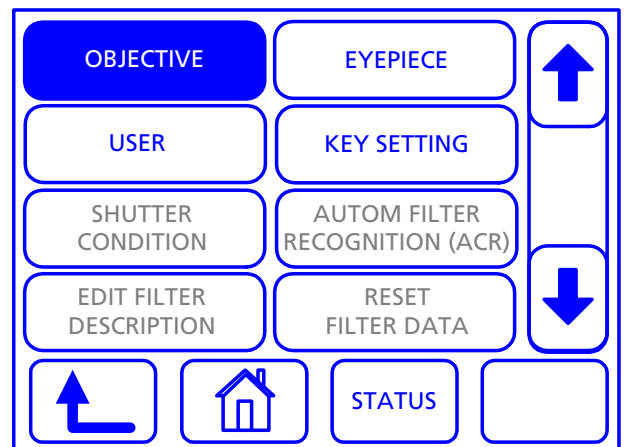 OBJECTIVE
EYEPIECE
USER
KEY SETTING
SHUTTER
CONDITION
AUTOM FILTER
RECOGNITION (ACR)
EDIT FILTER
DESCRIPTION
RESET
FILTER DATA
STATUS